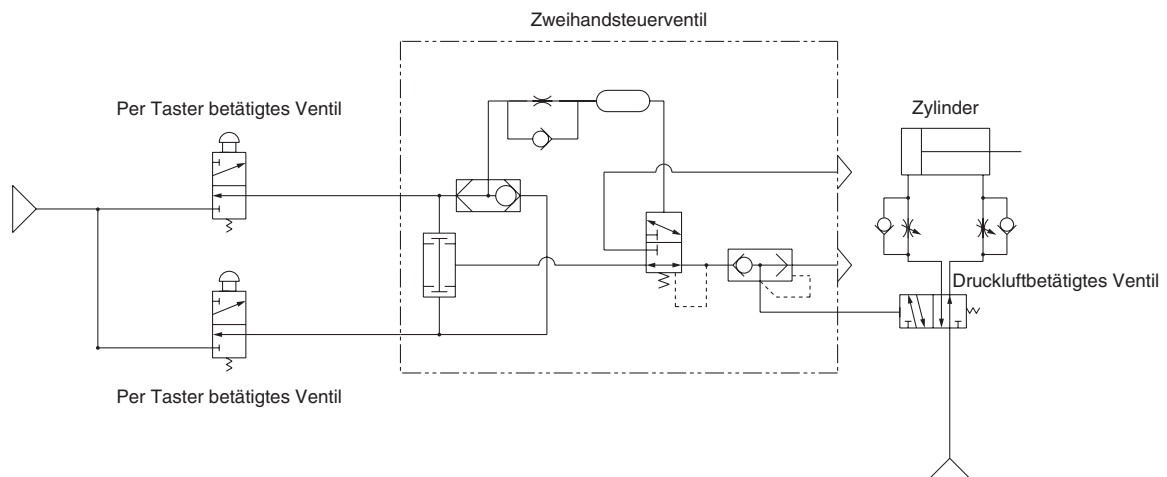 Zweihandsteuerventil
Per Taster betätigtes Ventil
Zylinder
Druckluftbetätigtes Ventil
Per Taster betätigtes Ventil